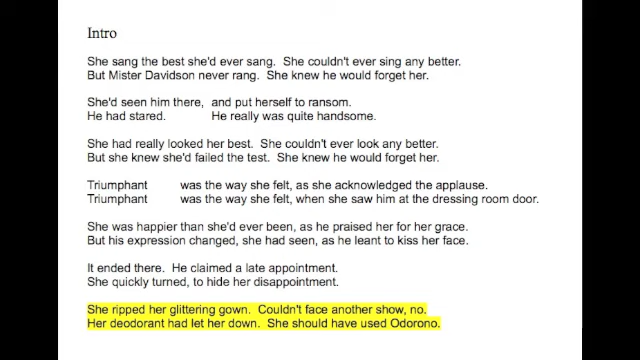 Intro
She sang the best she'd ever sang. She couldn't ever sing any better.
But Mister Davidson never rang. She knew he would forget her.
She'd seen him there, and put herself to ransom.
He had stared. He really was quite handsome.
She had really looked her best. She couldn't ever look any better.
But she knew she'd failed the test. She knew he would forget her.
Triumphant was the way she felt, as she acknowledged the applause.
Triumphant was the way she felt, when she saw him at the dressing room door.
She was happier than she'd ever been, as he praised her for her grace.
But his expression changed, she had seen, as he leant to kiss her face.
It ended there. He claimed a late appointment.
She quickly turned, to hide her disappointment.
She ripped her glittering gown. Couldn't face another show, no.
Her deodorant had let her down. She should have used Odorono.